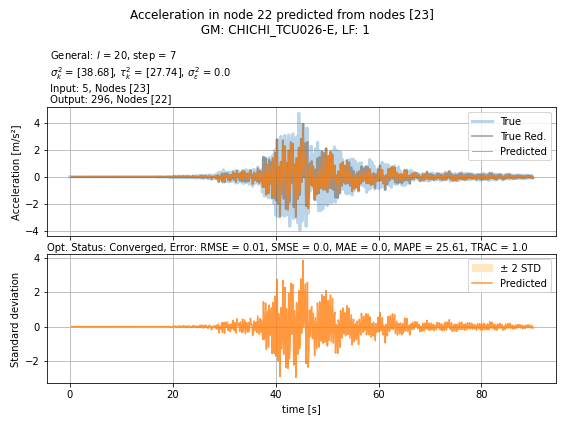 Acceleration in node 22 predicted from nodes [23]
GM: CHICHI_TCU026-E, LF: 1
General: l = 20, step = 7
σ²ₖ = [38.68], τ²ₖ = [27.74], σ²ε = 0.0
Input: 5, Nodes [23]
Output: 296, Nodes [22]
Acceleration [m/s²]
4
2
0
−2
−4
True
True Red.
Predicted
Opt. Status: Converged, Error: RMSE = 0.01, SMSE = 0.0, MAE = 0.0, MAPE = 25.61, TRAC = 1.0
Standard deviation
4
2
0
−2
± 2 STD
Predicted
0 20 40 60 80
time [s]